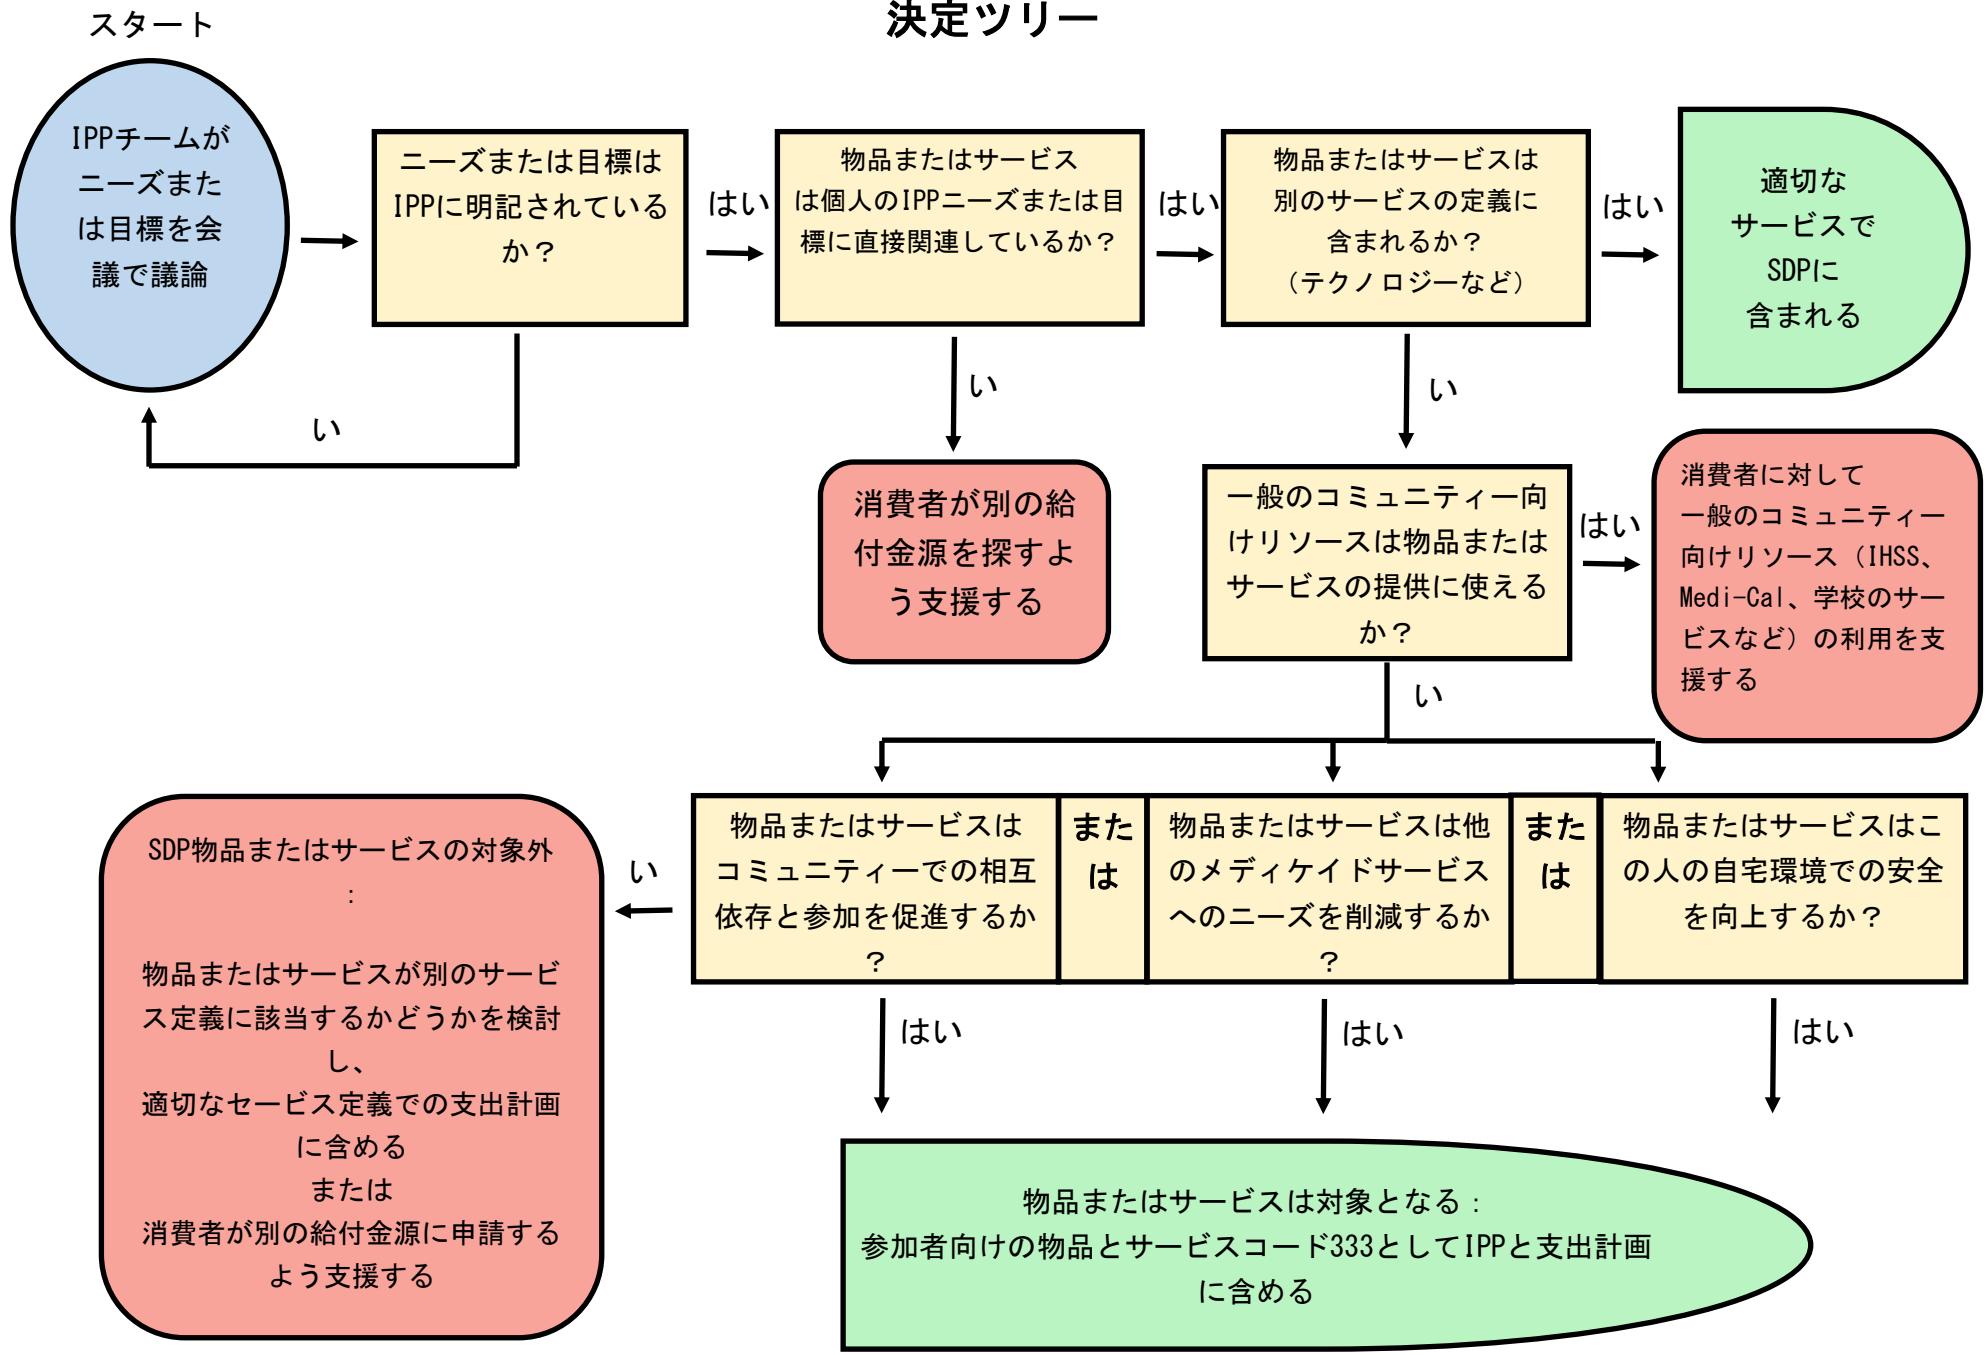 決定ツリー
スタート
IPPチームが
ニーズまた
は目標を会
議で議論
ニーズまたは目標は
IPPに明記されている
か？
はい
物品またはサービス
は個人のIPPニーズまたは目
標に直接関連しているか？
はい
物品またはサービスは
別のサービスの定義に
含まれるか？
（テクノロジーなど）
はい
適切な
サービスで
SDPに
含まれる
い
い
い
消費者が別の給
付金源を探すよ
う支援する
一般のコミュニティー向
けリソースは物品または
サービスの提供に使える
か？
はい
消費者に対して
一般のコミュニティー
向けリソース（IHSS、
Medi-Cal、学校のサー
ビスなど）の利用を支
援する
い
SDP物品またはサービスの対象外
：
物品またはサービスが別のサービ
ス定義に該当するかどうかを検討
し、
適切なセービス定義での支出計画
に含める
または
消費者が別の給付金源に申請する
よう支援する
い
物品またはサービスは
コミュニティーでの相互
依存と参加を促進するか
？
また
は
物品またはサービスは他
のメディケイドサービス
へのニーズを削減するか
？
また
は
物品またはサービスはこ
の人の自宅環境での安全
を向上するか？
はい
はい
はい
物品またはサービスは対象となる：
参加者向けの物品とサービスコード333としてIPPと支出計画
に含める